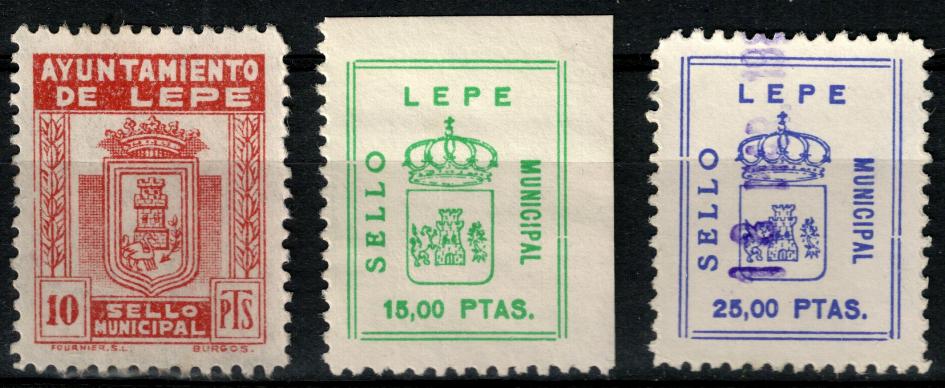 AYUNTAMIENTO
DE LEPE
10
SELLO
MUNICIPAL
PTS
FOURNIER.S.L.
BURGOS.
LEPE
SELLO
MUNICIPAL
15,00 PTAS.
LEPE
SELLO
MUNICIPAL
25,00 PTAS.